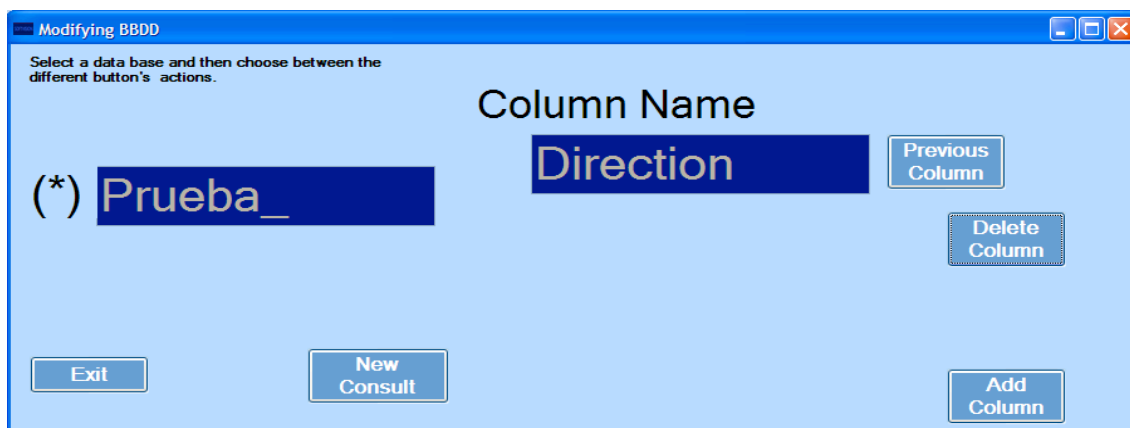 Modifying BBDD
Select a data base and then choose between the
different button's actions.
Column Name
Direction
Previous
Column
(*) Prueba_
Delete
Column
Exit
New
Consult
Add
Column